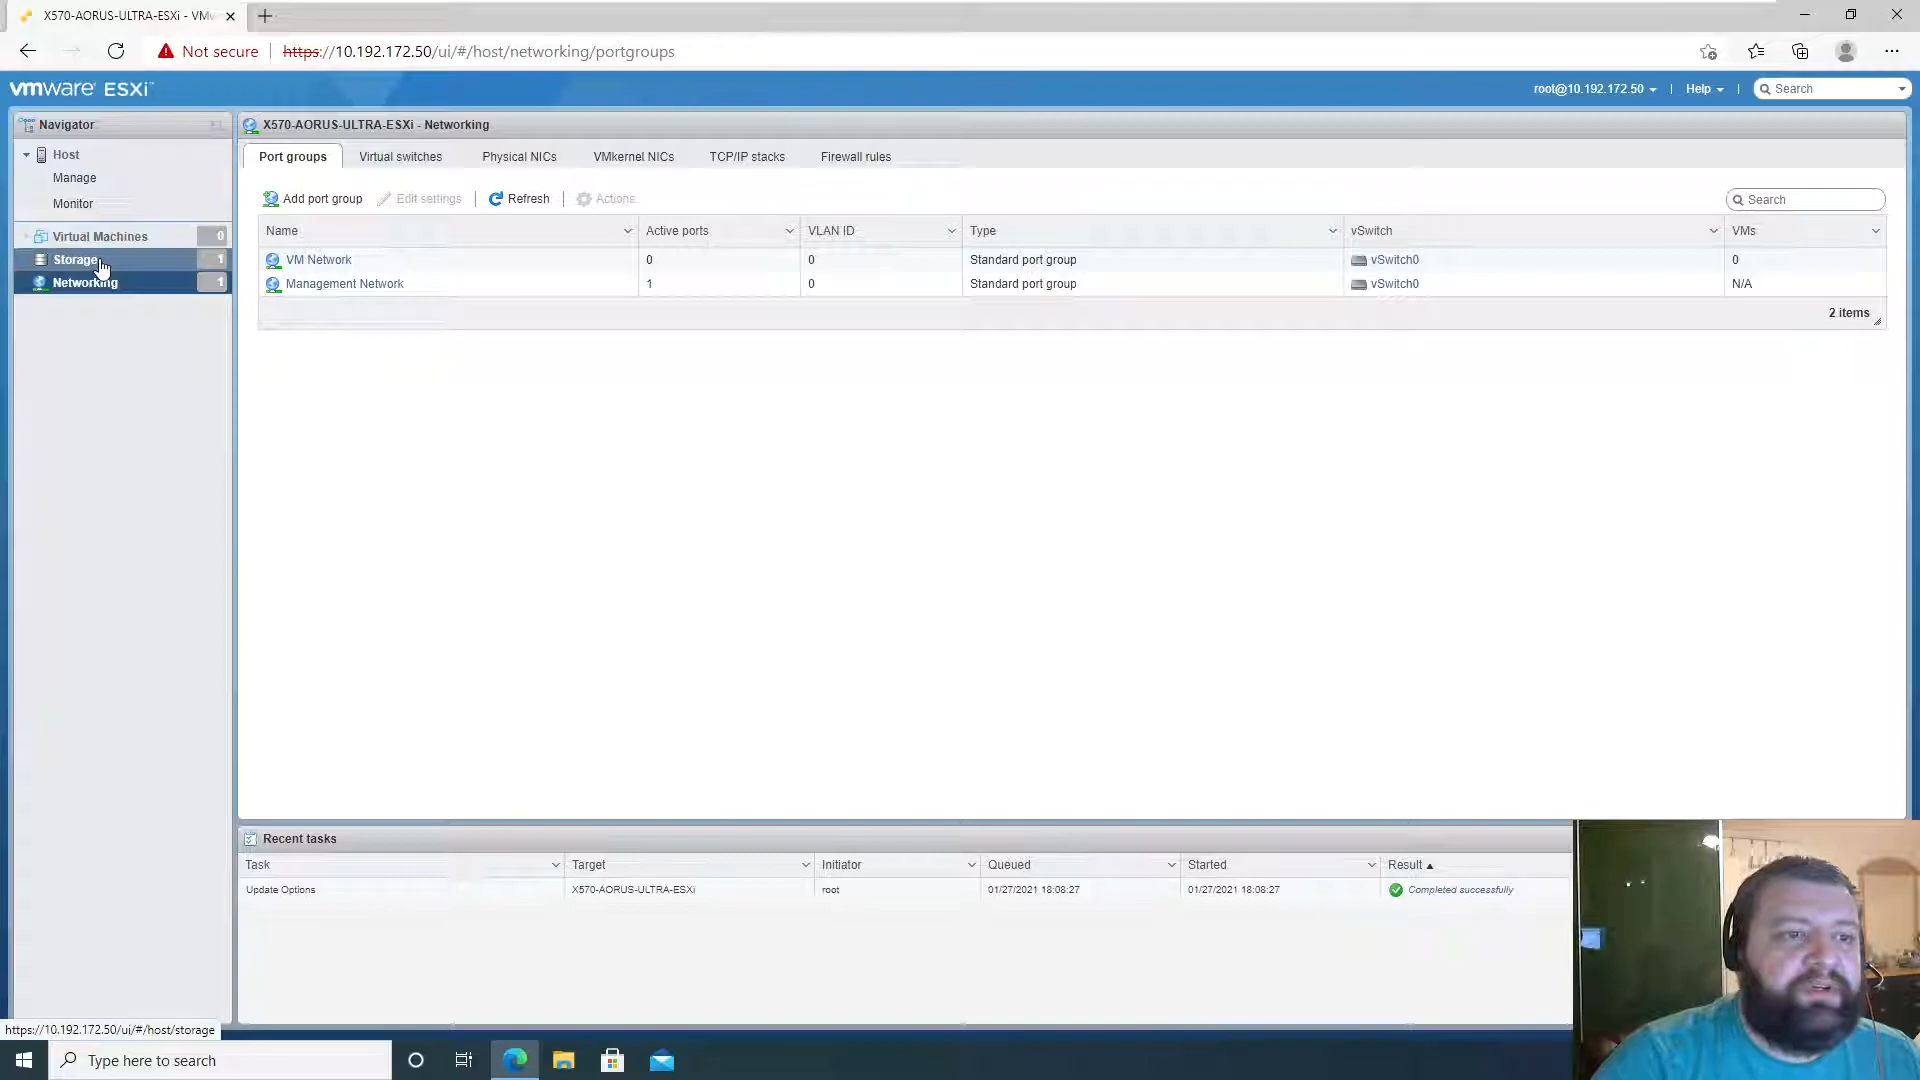 X570-AORUS-ULTRA-ESXi - VMw
Not secure
https://10.192.172.50/ui/#/host/networking/portgroups
vmware ESXi
root@10.192.172.50
Help
Search
Navigator
Host
Manage
Monitor
Virtual Machines 0
Storage 1
Networking 1
X570-AORUS-ULTRA-ESXi - Networking
Port groups Virtual switches Physical NICs VMkernel NICs TCP/IP stacks Firewall rules
Add port group Edit settings Refresh Actions
Search
Name Active ports VLAN ID Type vSwitch VMs
VM Network 0 0 Standard port group vSwitch0 0
Management Network 1 0 Standard port group vSwitch0 N/A
2 items
Recent tasks
Task Target Initiator Queued Started Result
Update Options X570-AORUS-ULTRA-ESXi root 01/27/2021 18:08:27 01/27/2021 18:08:27 Completed successfully
https://10.192.172.50/ui/#/host/storage
Type here to search